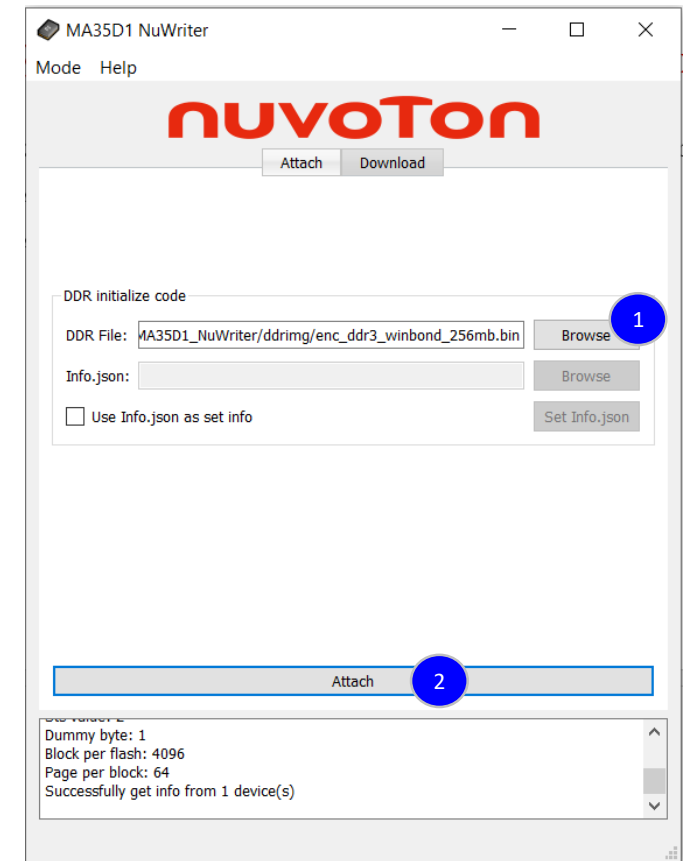 MA35D1 NuWriter
Mode Help
nuvoTon
Attach Download
DDR initialize code
DDR File: MA35D1_NuWriter/ddrimg/enc_ddr3_winbond_256mb.bin Browse 1
Info.json: Browse
Use Info.json as set info Set Info.json
Attach 2
Dummy byte: 1
Block per flash: 4096
Page per block: 64
Successfully get info from 1 device(s)